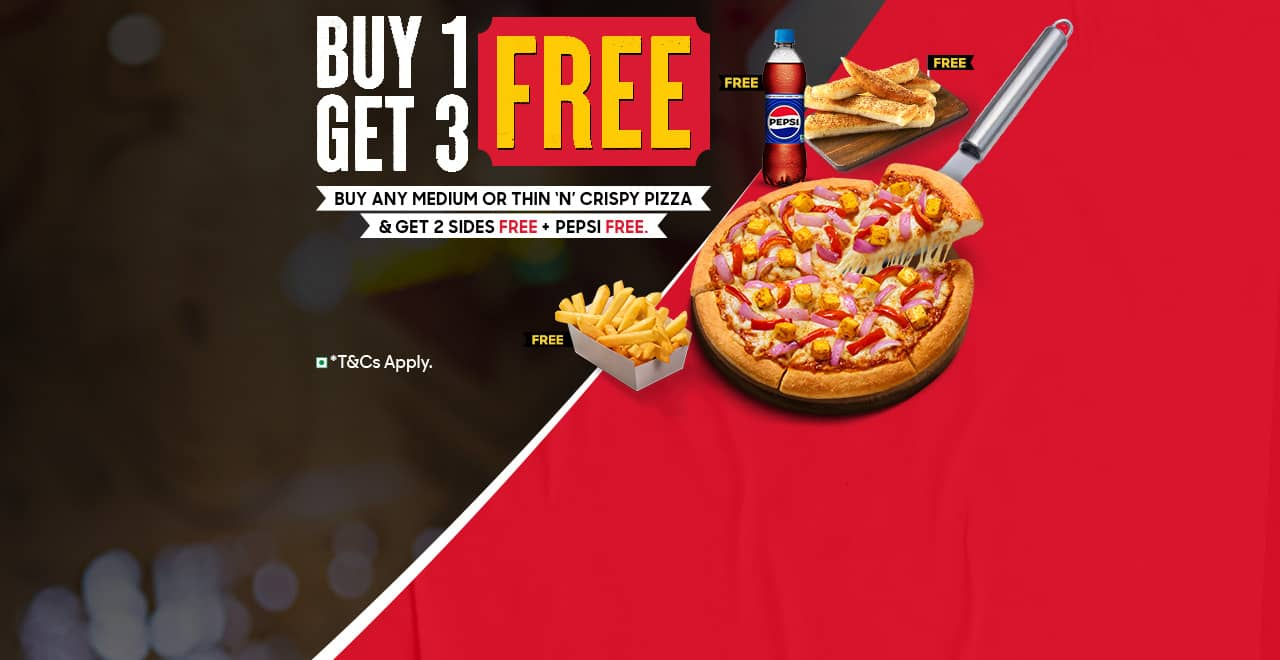 BUY 1
GET 3
FREE
BUY ANY MEDIUM OR THIN 'N' CRISPY PIZZA
& GET 2 SIDES FREE + PEPSI FREE.
FREE
PEPSI
FREE
FREE
*T&Cs Apply.